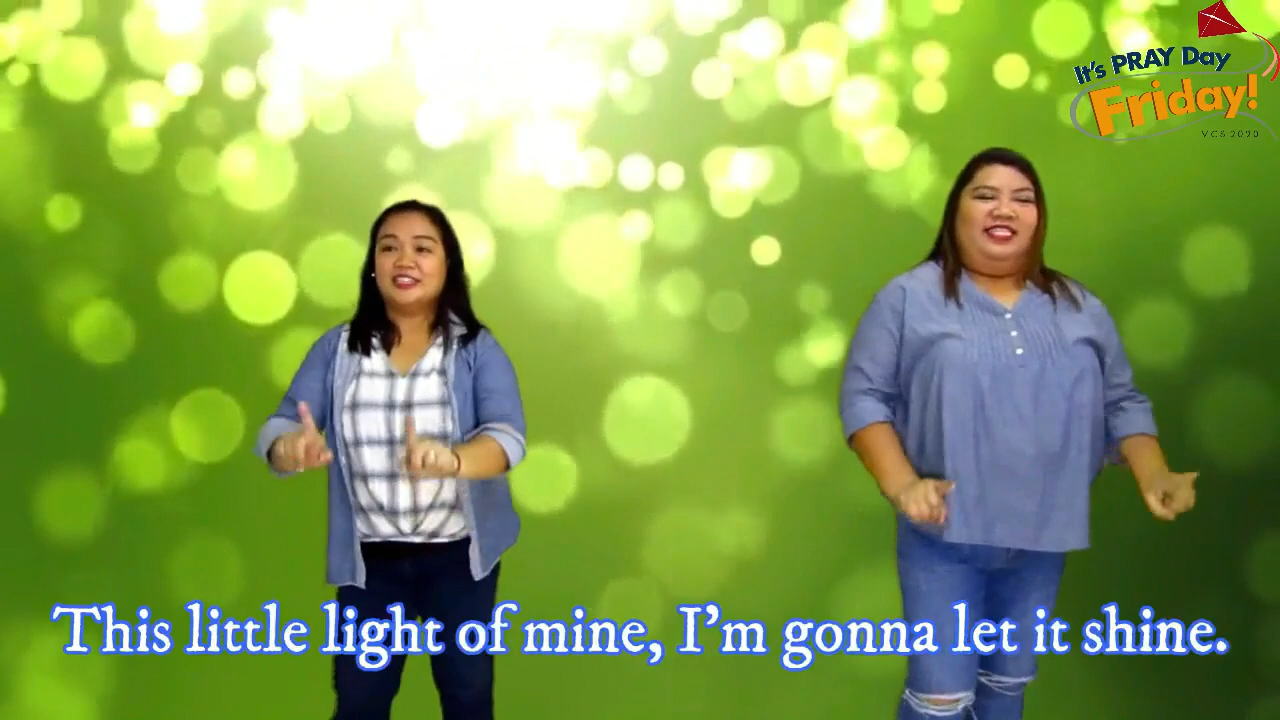 It's PRAY Day
Friday!
VCS 2020
This little light of mine, I'm gonna let it shine.